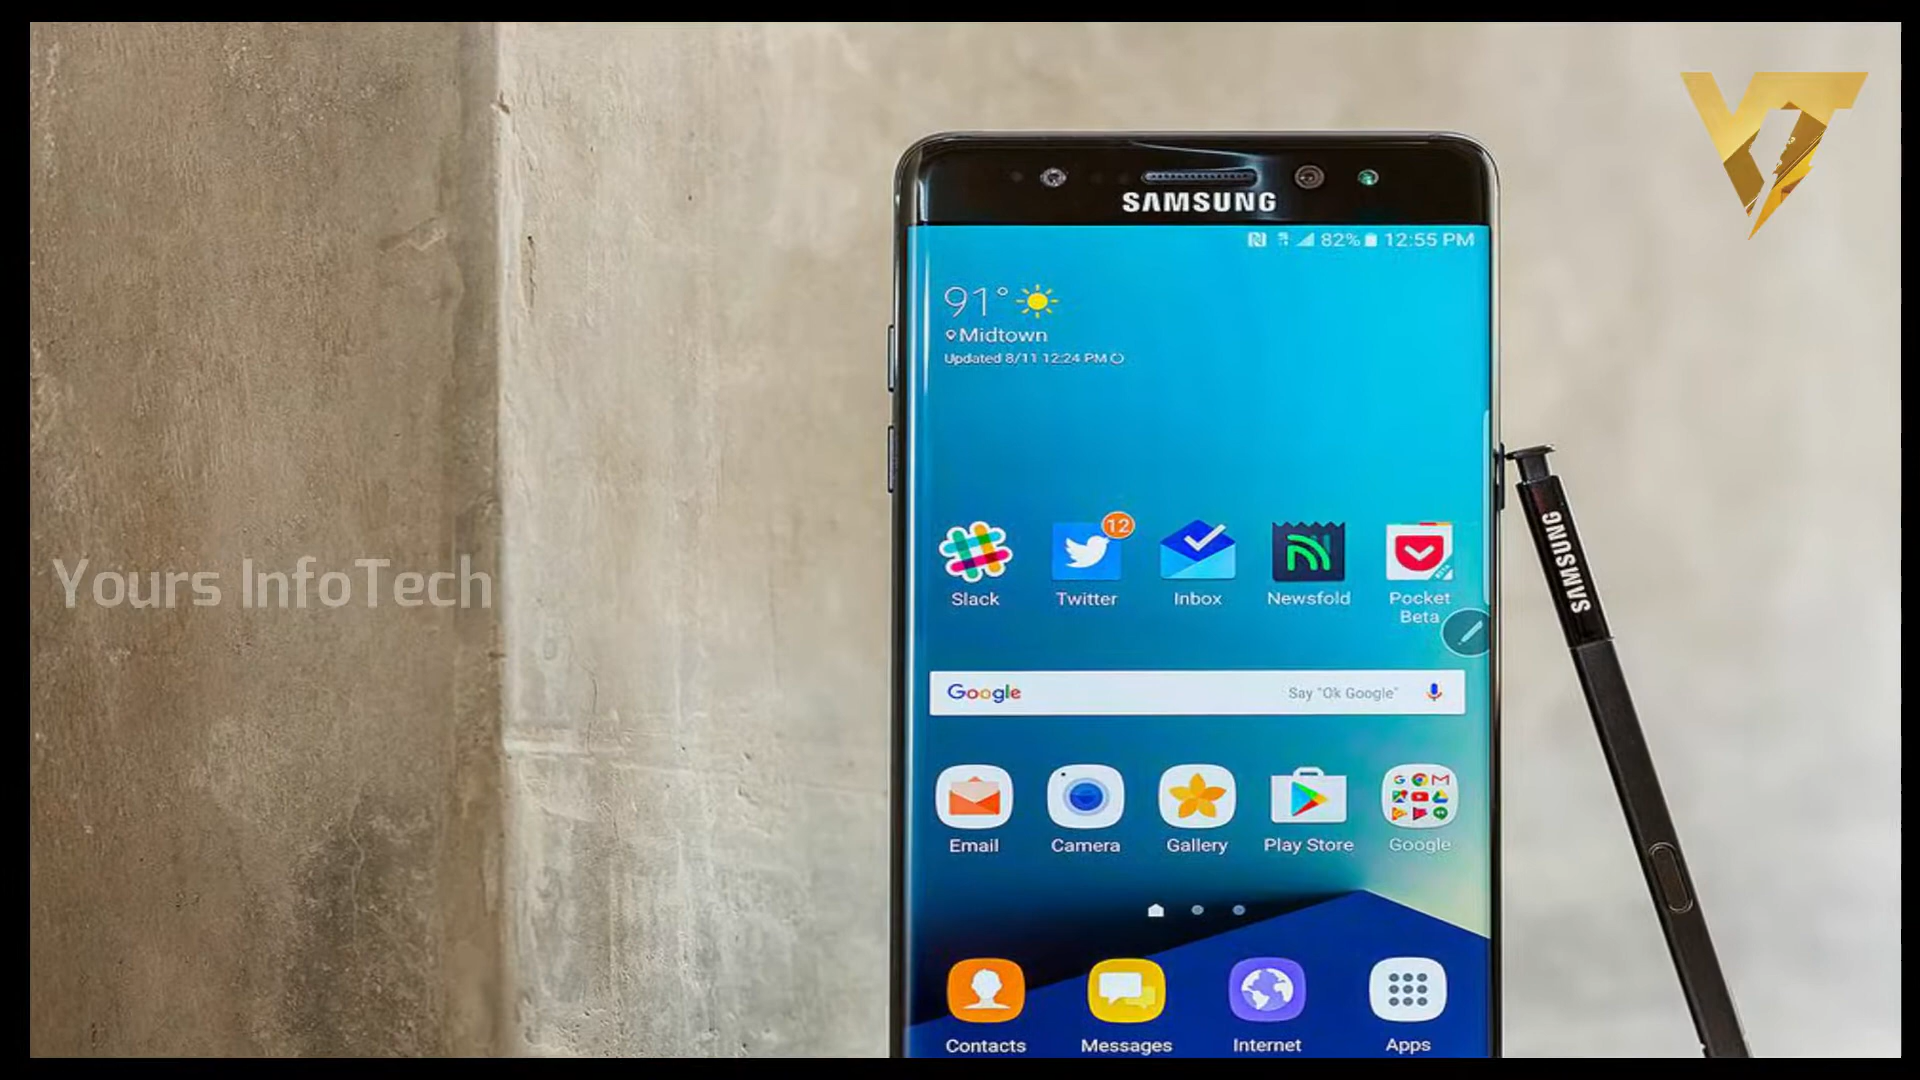 SAMSUNG
82% 12:55 PM
91°
Midtown
Updated 8/11 12:24 PM
12
Slack Twitter Inbox Newsfold Pocket Beta
Google Say "Ok Google"
Email Camera Gallery Play Store Google
Contacts Messages Internet Apps
SAMSUNG
Yours InfoTech